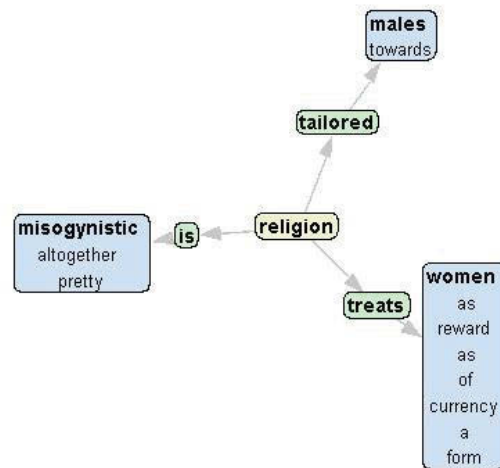 males
towards
tailored
religion
is
misogynistic
altogether
pretty
treats
women
as
reward
as
of
currency
a
form